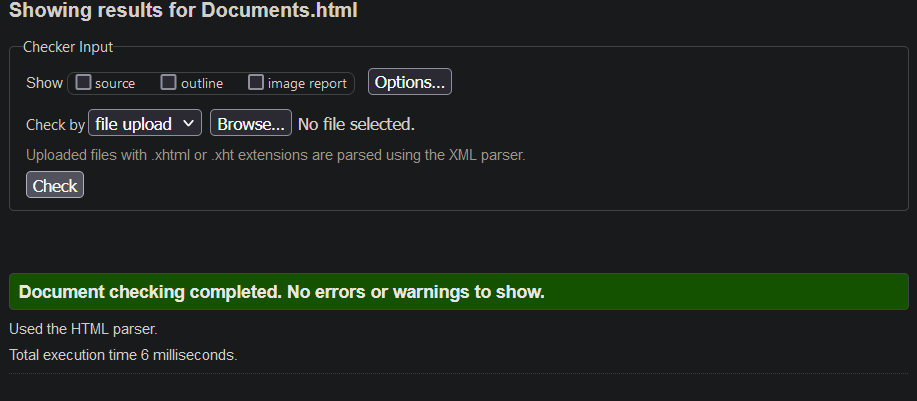 Showing results for Documents.html
Checker Input
Show source outline image report Options...
Check by file upload Browse... No file selected.
Uploaded files with .xhtml or .xht extensions are parsed using the XML parser.
Check
Document checking completed. No errors or warnings to show.
Used the HTML parser.
Total execution time 6 milliseconds.